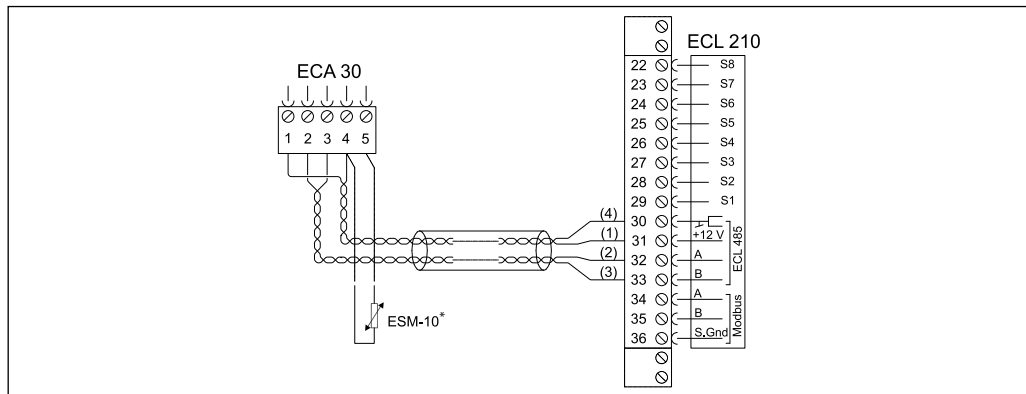 ECL 210
ECA 30
1 2 3 4 5
22 S8
23 S7
24 S6
25 S5
26 S4
27 S3
28 S2
29 S1
(4) 30
(1) 31 +12 V
(2) 32 A
(3) 33 B
ECL 485
34 A
35 B
36 S.Gnd
Modbus
ESM-10*